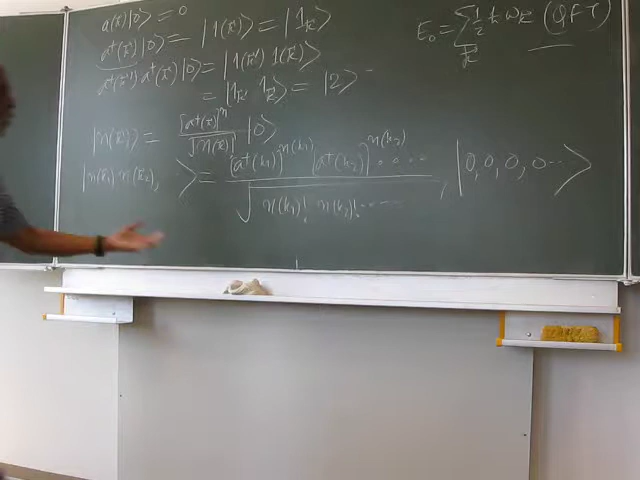 a(k)|0> = 0
a†(k)|0> = |1(k)> = |1_k>
a†(k') a†(k)|0> = |1(k') 1(k)>
= |1_k' 1_k> = |2>
E_0 = Σ_k 1/2 ħ ω_k (QFT)
|n(k)> = [a†(k)]^n / √n(k)! |0>
|n(k_1) n(k_2), > = [a†(k_1)]^n(k_1) [a†(k_2)]^n(k_2) .... / √n(k_1)! n(k_2)! ...... , |0, 0, 0, 0 ...>